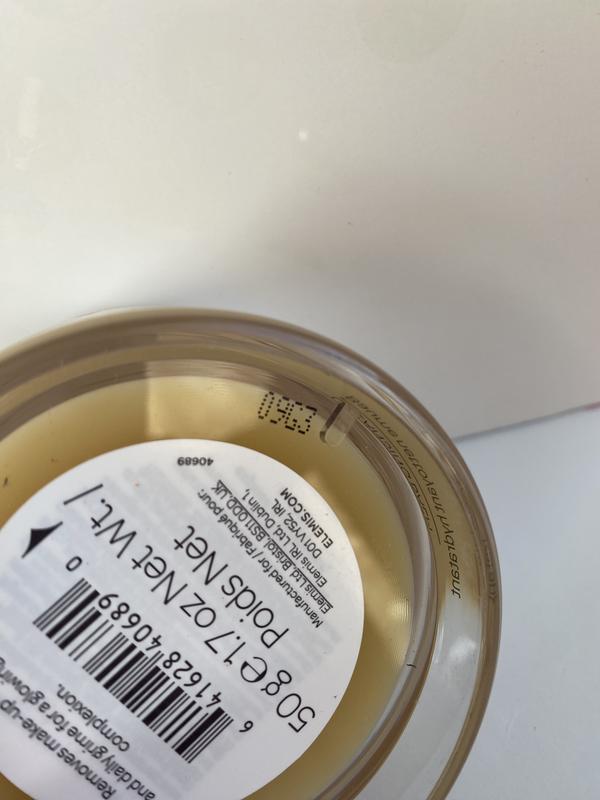 Removes make-up
and daily grime for a glowing
complexion.
6 41628 40689 0
50g e 1.7 oz Net Wt. /
Poids Net
Manufactured for / Fabriqué pour:
Elemis Ltd, Bristol, BS11 0DD, UK
Elemis IRL Ltd, Dublin 1,
D01 VY52, IRL
ELEMIS.COM
40689